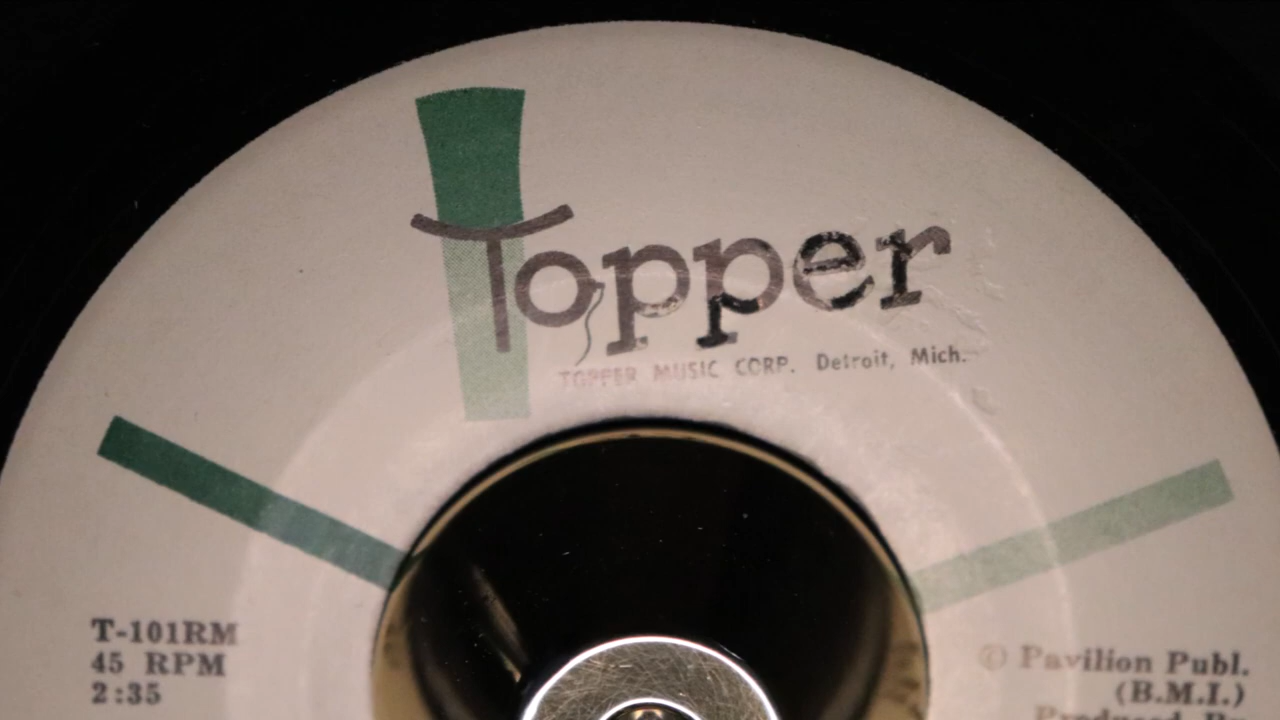 Topper
TOPPER MUSIC CORP. Detroit, Mich.
T-101RM
45 RPM
2:35
© Pavilion Publ.
(B.M.I.)